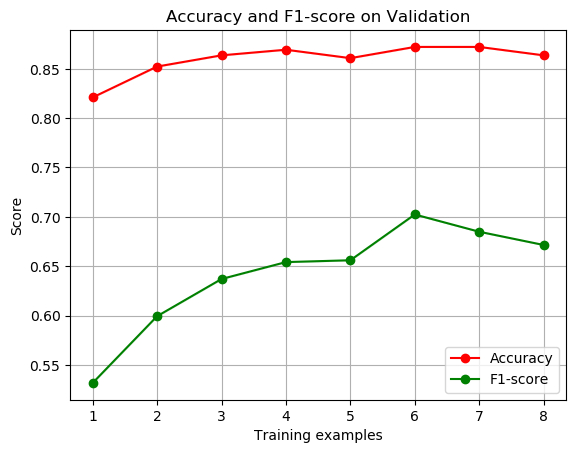 Accuracy and F1-score on Validation
0.85
0.80
0.75
0.70
0.65
0.60
0.55
Score
Accuracy
F1-score
1 2 3 4 5 6 7 8
Training examples